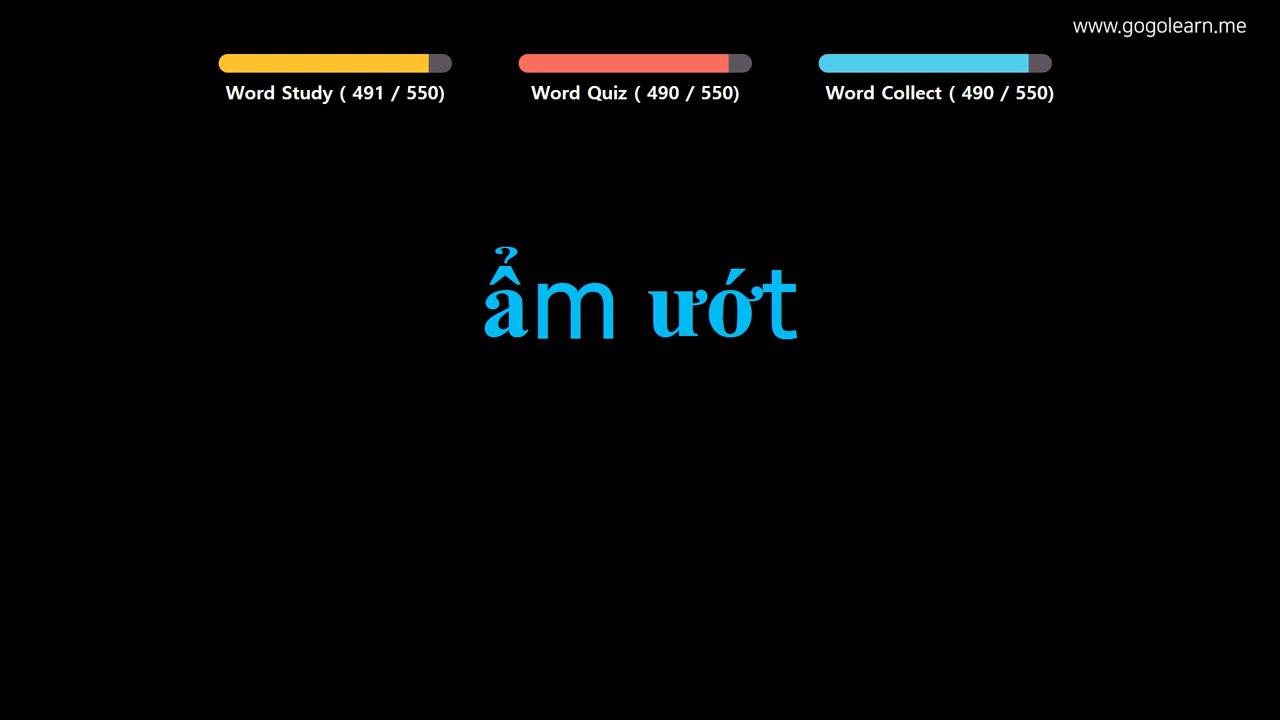 www.gogolearn.me
Word Study ( 491 / 550)
Word Quiz ( 490 / 550)
Word Collect ( 490 / 550)
ẩm ướt